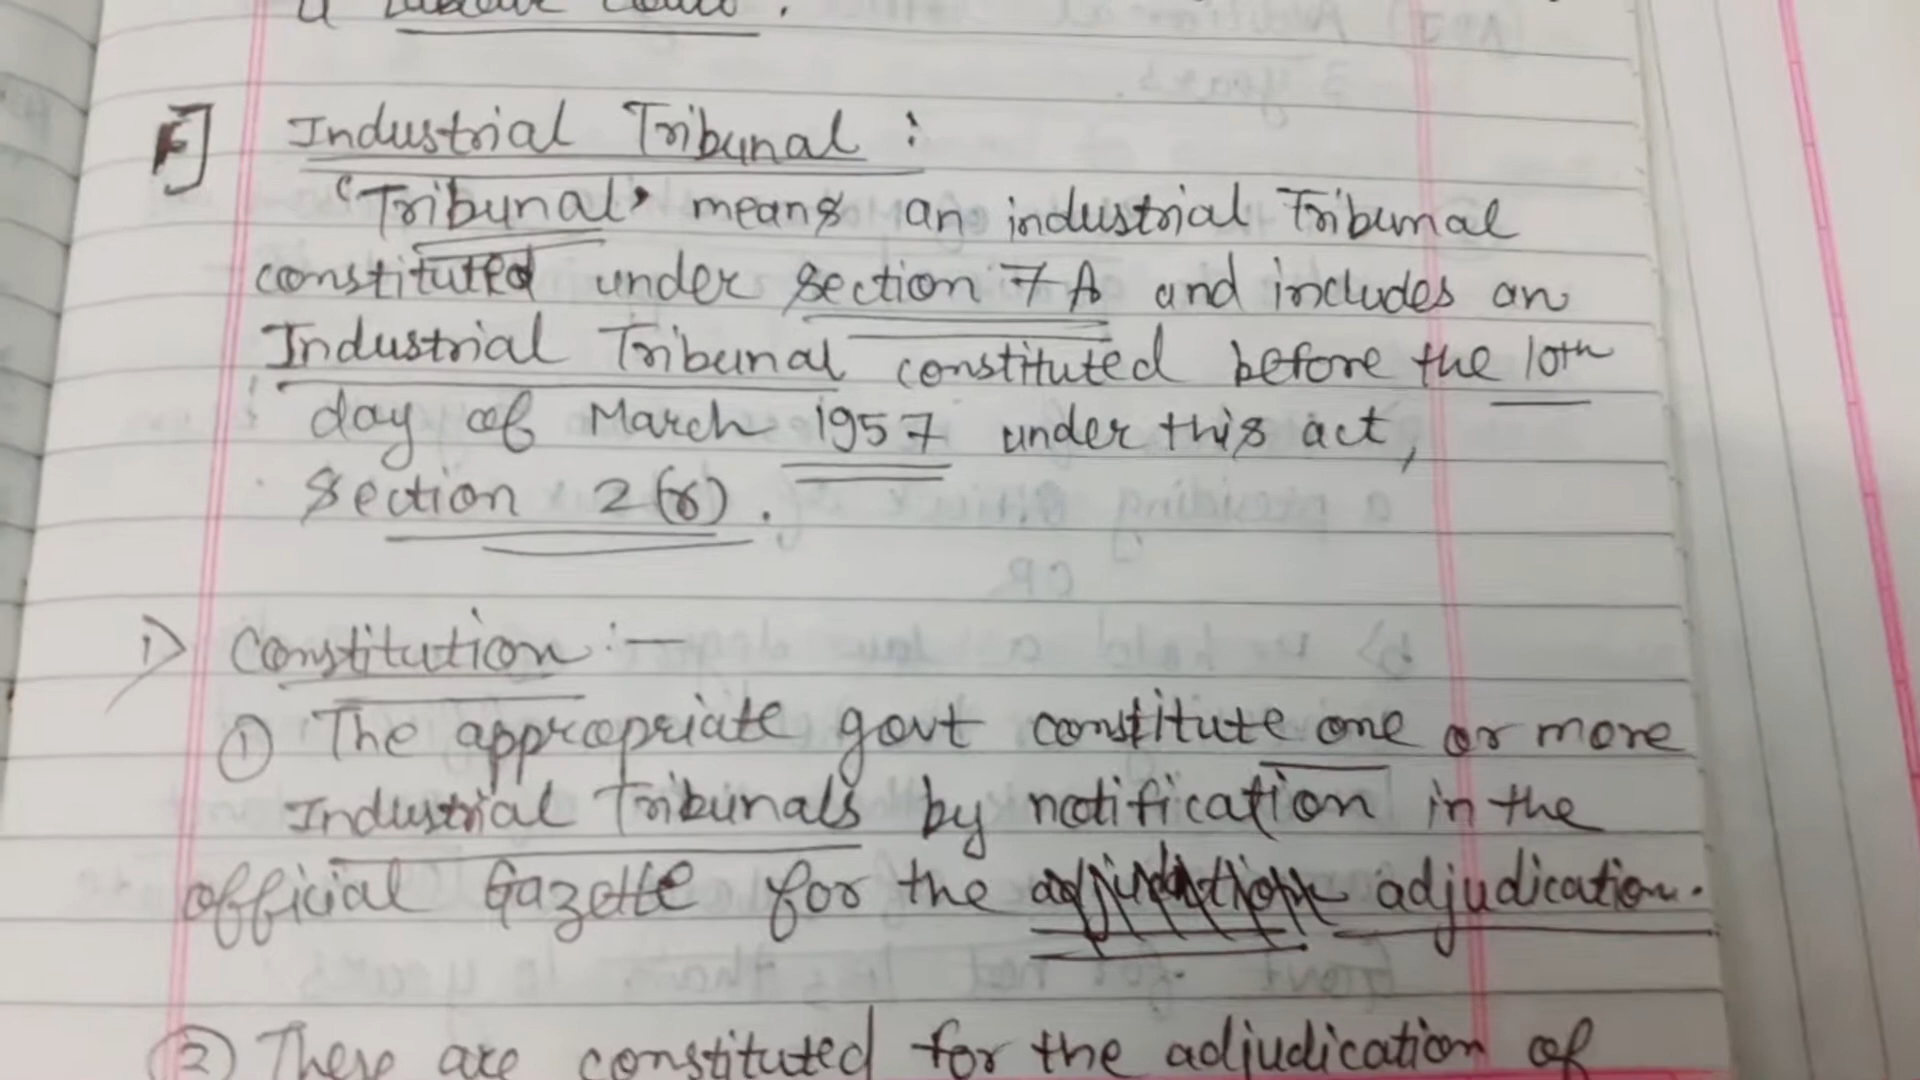 F] Industrial Tribunal :
'Tribunal' means an industrial Tribunal
constituted under section 7A and includes an
Industrial Tribunal constituted before the 10th
day of March 1957 under this act,
section 2(r).
1) Constitution :-
① The appropriate govt constitute one or more
Industrial Tribunals by notification in the
official Gazette for the adjudication.
② These are constituted for the adjudication of